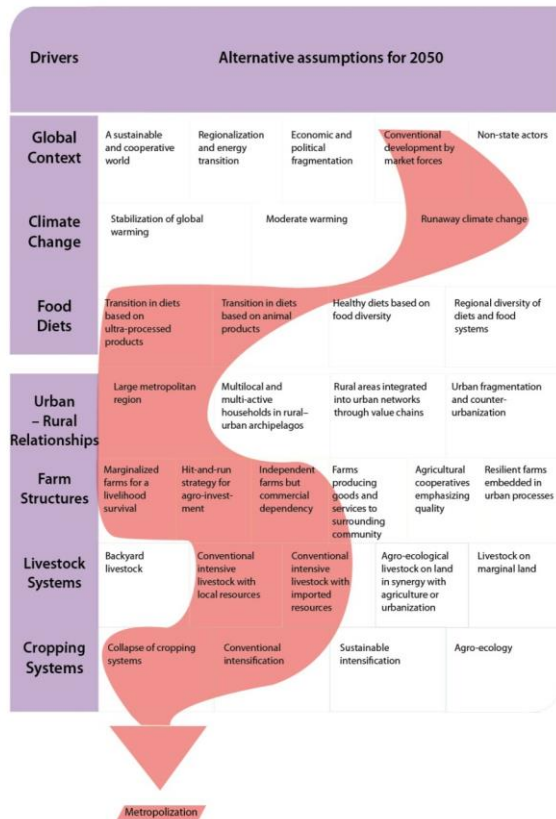 Drivers
Alternative assumptions for 2050
Global
Context
A sustainable
and cooperative
world
Regionalization
and energy
transition
Economic and
political
fragmentation
Conventional
development by
market forces
Non-state actors
Climate
Change
Stabilization of global
warming
Moderate warming
Runaway climate change
Food
Diets
Transition in diets
based on
ultra-processed
products
Transition in diets
based on animal
products
Healthy diets based on
food diversity
Regional diversity of
diets and food
systems
Urban
– Rural
Relationships
Large metropolitan
region
Multilocal and
multi-active
households in rural–
urban archipelagos
Rural areas integrated
into urban networks
through value chains
Urban fragmentation
and counter-
urbanization
Farm
Structures
Marginalized
farms for a
livelihood
survival
Hit-and-run
strategy for
agro-invest-
ment
Independent
farms but
commercial
dependency
Farms
producing
goods and
services to
surrounding
community
Agricultural
cooperatives
emphasizing
quality
Resilient farms
embedded in
urban processes
Livestock
Systems
Backyard
livestock
Conventional
intensive
livestock with
local resources
Conventional
intensive
livestock with
imported
resources
Agro-ecological
livestock on land
in synergy with
agriculture or
urbanization
Livestock on
marginal land
Cropping
Systems
Collapse of cropping
systems
Conventional
intensification
Sustainable
intensification
Agro-ecology
Metropolization